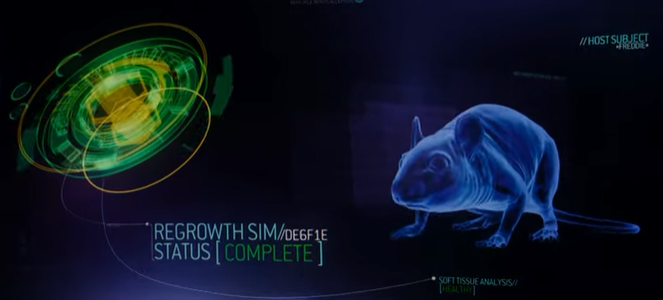 //HOST SUBJECT
*FREDDIE*
REGROWTH SIM//DE6F1E
STATUS [ COMPLETE ]
SOFT TISSUE ANALYSIS//
[HEALTHY]